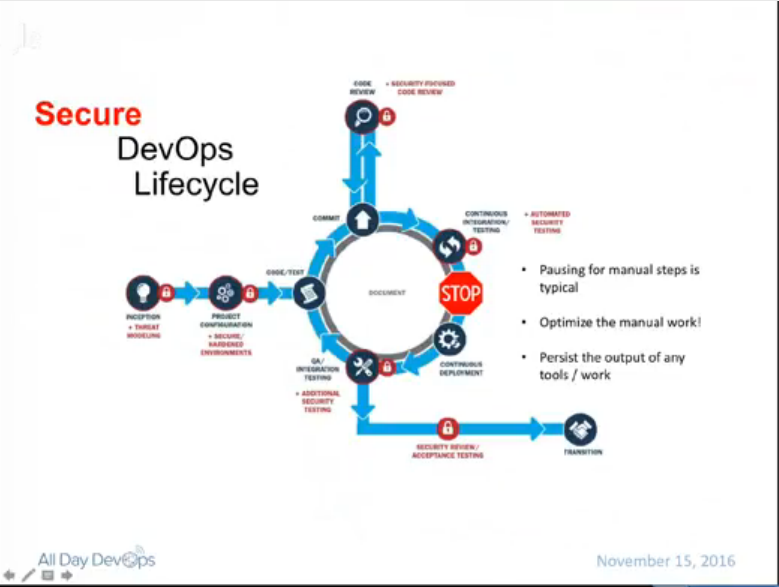 Secure
DevOps
Lifecycle
CODE
REVIEW
+ SECURITY-FOCUSED
CODE REVIEW
COMMIT
CONTINUOUS
INTEGRATION/
TESTING
+ AUTOMATED
SECURITY
TESTING
CODE/TEST
DOCUMENT
STOP
INCEPTION
+ THREAT
MODELING
PROJECT
CONFIGURATION
+ SECURE/
HARDENED
ENVIRONMENTS
QA/
INTEGRATION
TESTING
+ ADDITIONAL
SECURITY
TESTING
CONTINUOUS
DEPLOYMENT
SECURITY REVIEW/
ACCEPTANCE TESTING
TRANSITION
• Pausing for manual steps is
typical
• Optimize the manual work!
• Persist the output of any
tools / work
All Day DevOps
November 15, 2016